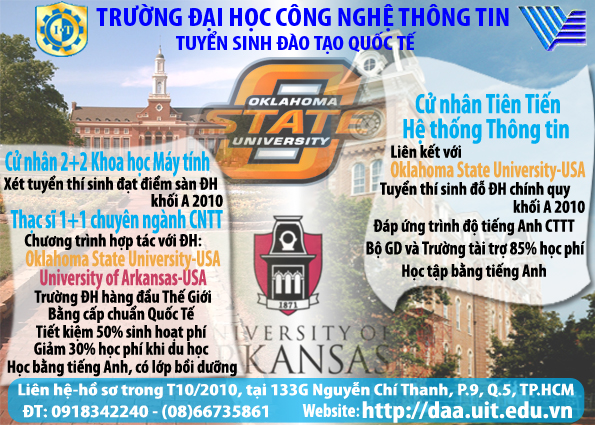 TRƯỜNG ĐẠI HỌC CÔNG NGHỆ THÔNG TIN
TUYỂN SINH ĐÀO TẠO QUỐC TẾ
OKLAHOMA
STATE
UNIVERSITY
Cử nhân 2+2 Khoa học Máy tính
Xét tuyển thí sinh đạt điểm sàn ĐH
khối A 2010
Thạc sĩ 1+1 chuyên ngành CNTT
Chương trình hợp tác với ĐH:
Oklahoma State University-USA
University of Arkansas-USA
Trường ĐH hàng đầu Thế Giới
Bằng cấp chuẩn Quốc Tế
Tiết kiệm 50% sinh hoạt phí
Giảm 30% học phí khi du học
Học bằng tiếng Anh, có lớp bồi dưỡng
Cử nhân Tiên Tiến
Hệ thống Thông tin
Liên kết với
Oklahoma State University-USA
Tuyển thí sinh đỗ ĐH chính quy
khối A 2010
Đáp ứng trình độ tiếng Anh CTTT
Bộ GD và Trường tài trợ 85% học phí
Học tập bằng tiếng Anh
1871
UNIVERSITY OF
ARKANSAS
Liên hệ-hồ sơ trong T10/2010, tại 133G Nguyễn Chí Thanh, P.9, Q.5, TP.HCM
ĐT: 0918342240 - (08)66735861 Website: http://daa.uit.edu.vn